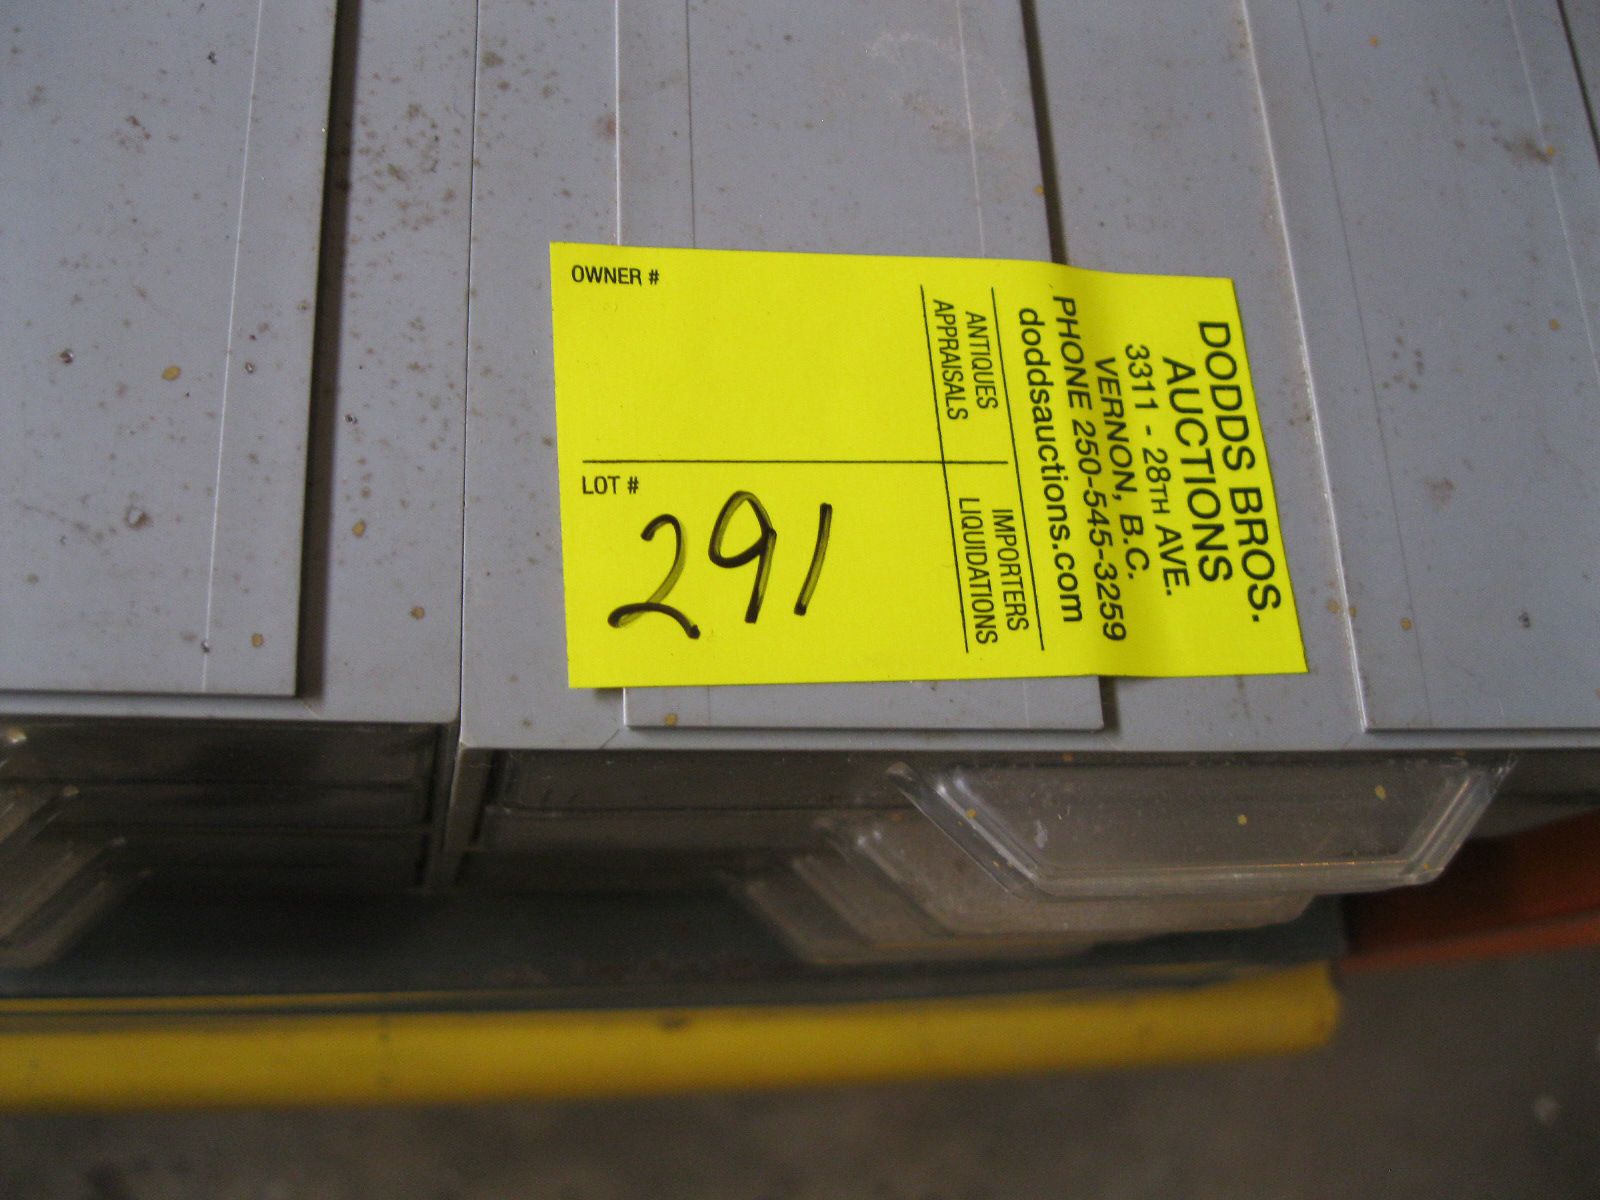 DODDS BROS.
AUCTIONS
3311 - 28TH AVE.
VERNON, B.C.
PHONE 250-545-3259
doddsauctions.com
ANTIQUES
APPRAISALS
IMPORTERS
LIQUIDATIONS
OWNER #
LOT #
291